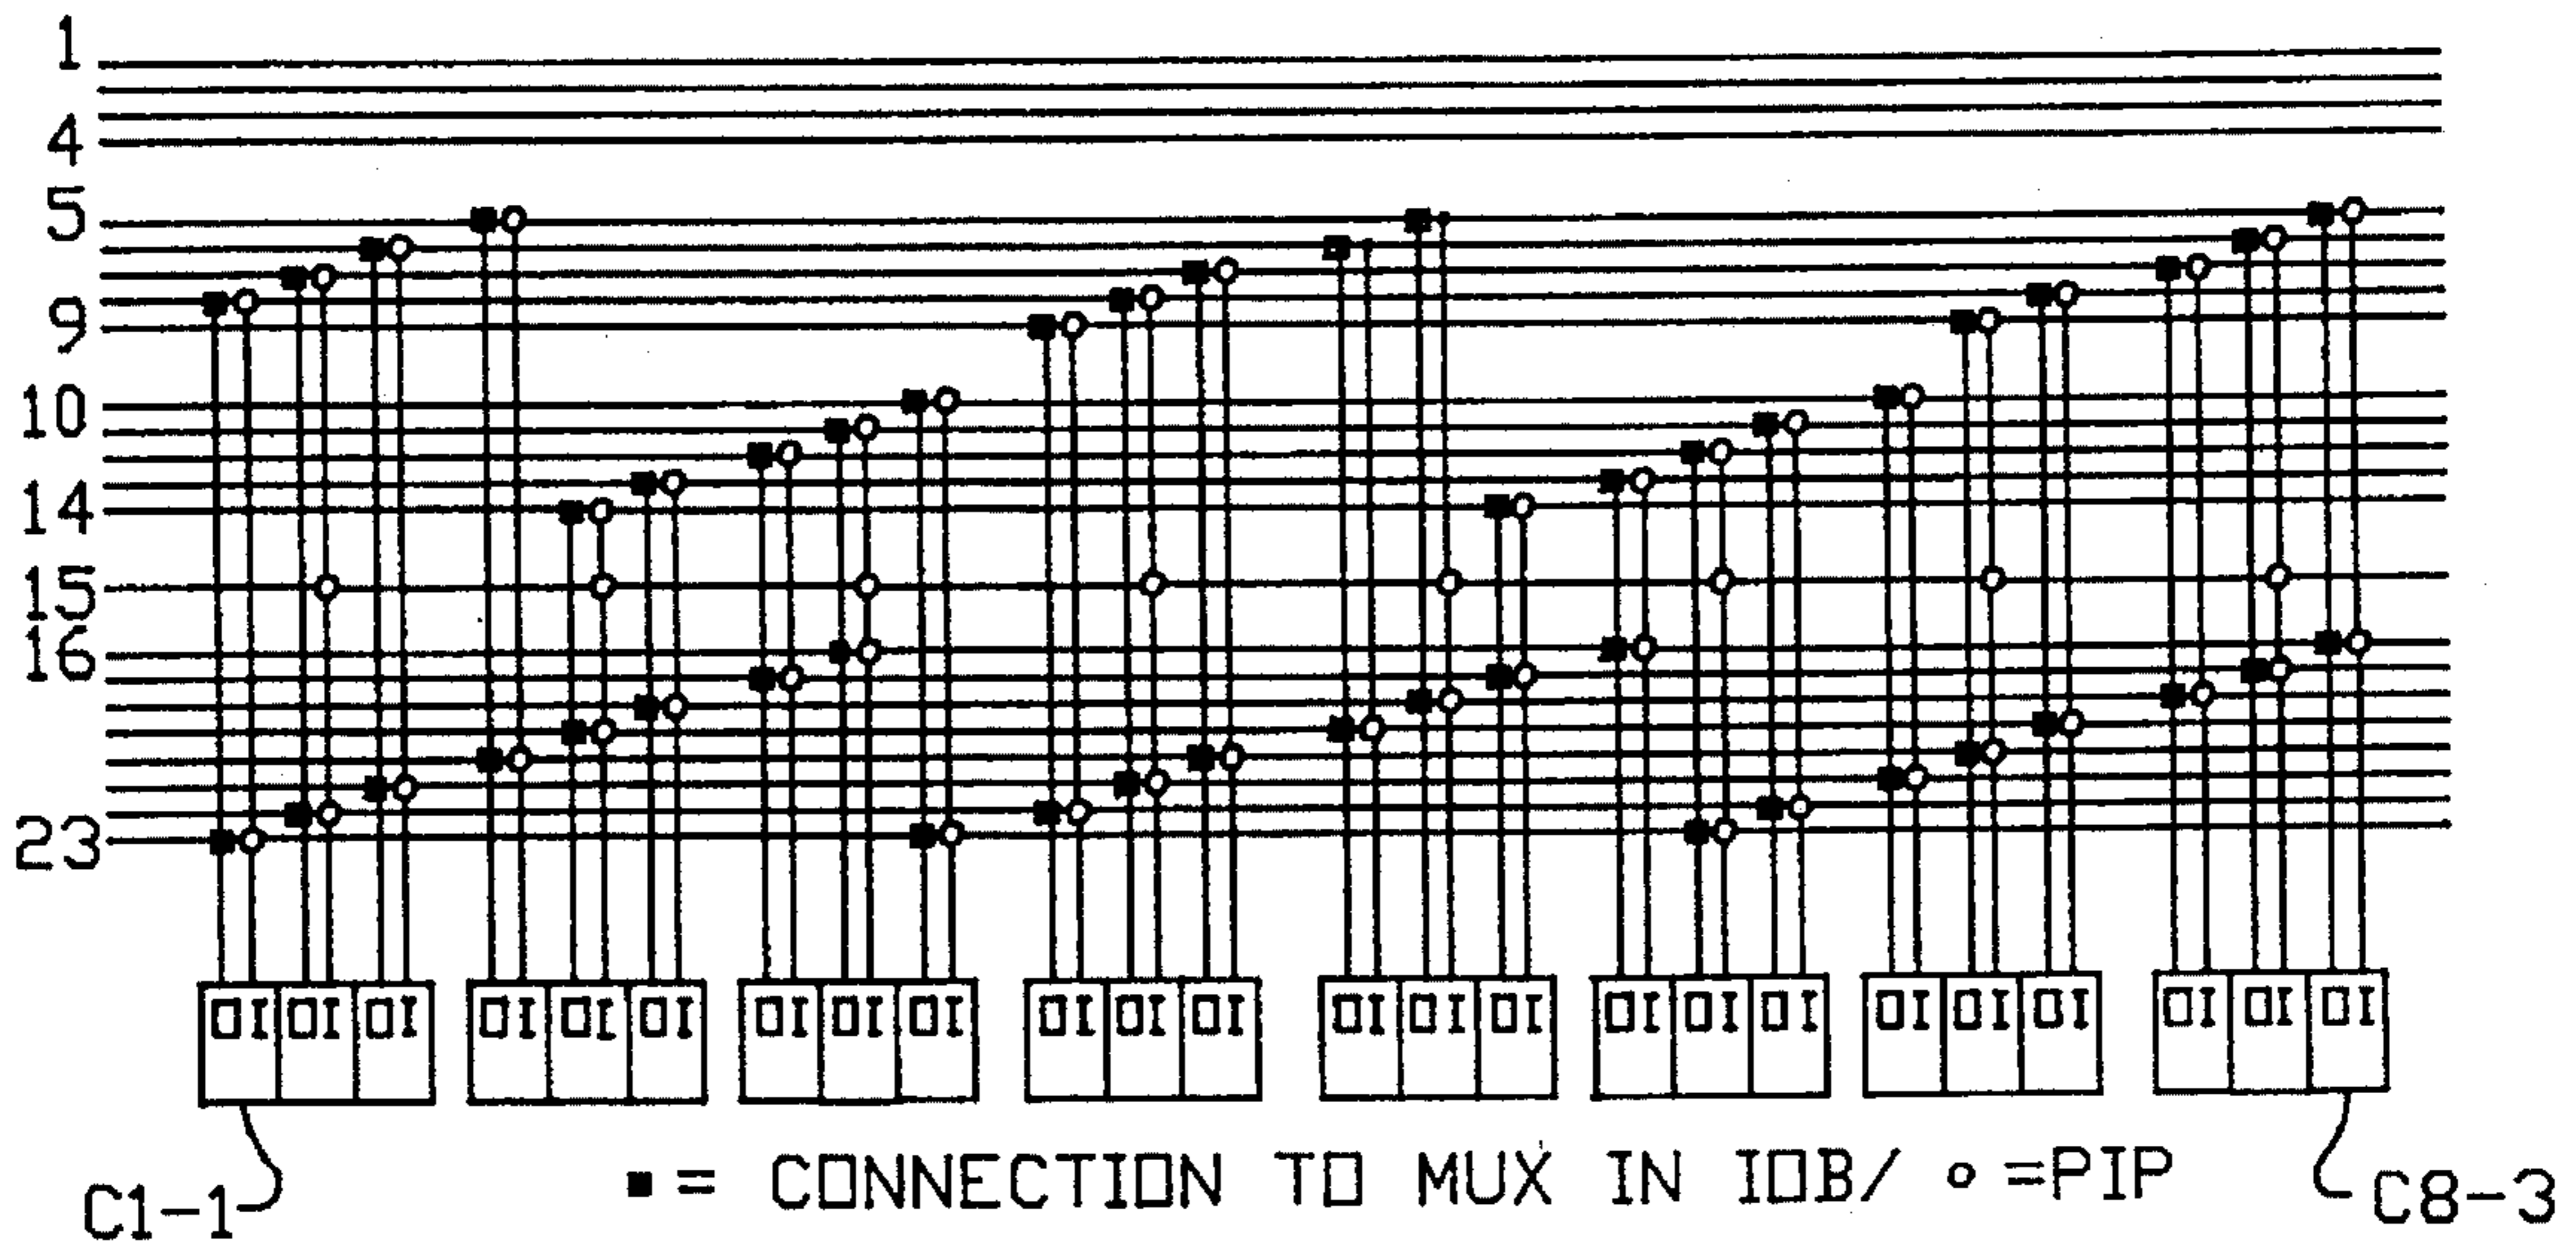 1
4
5
9
10
14
15
16
23
OI OI OI OI OI OI OI OI OI OI OI OI OI OI OI OI OI OI OI OI OI OI OI OI
■ = CONNECTION TO MUX IN IOB/ ○ =PIP
C1-1
C8-3